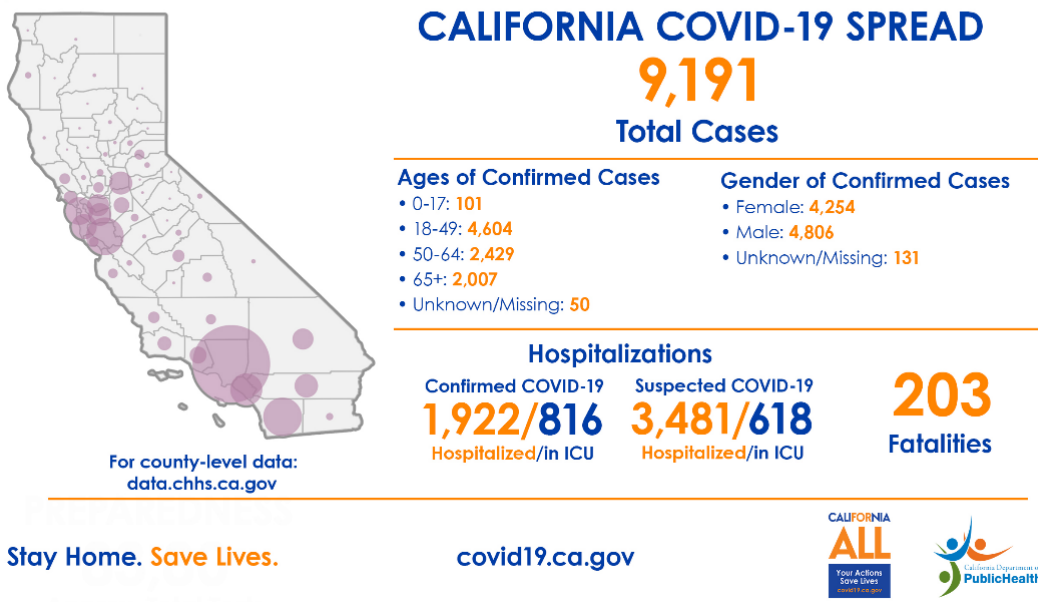 CALIFORNIA COVID-19 SPREAD
9,191
Total Cases
Ages of Confirmed Cases
• 0-17: 101
• 18-49: 4,604
• 50-64: 2,429
• 65+: 2,007
• Unknown/Missing: 50
Gender of Confirmed Cases
• Female: 4,254
• Male: 4,806
• Unknown/Missing: 131
Hospitalizations
Confirmed COVID-19
1,922/816
Hospitalized/in ICU
Suspected COVID-19
3,481/618
Hospitalized/in ICU
203
Fatalities
For county-level data:
data.chhs.ca.gov
PREPAREDNESS
Stay Home. Save Lives.
covid19.ca.gov
CALIFORNIA
ALL
Your Actions
Save Lives
covid19.ca.gov
California Department o
PublicHealth